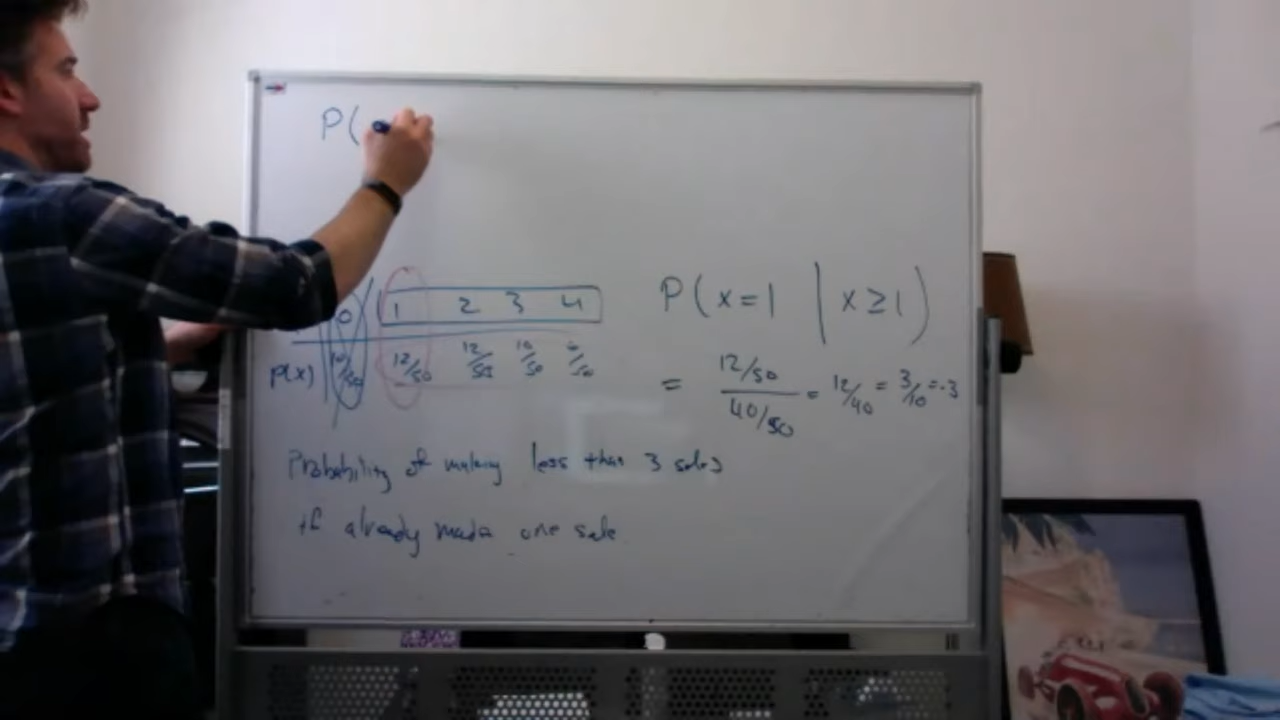 P(
0 1 2 3 4
P(x) 10/50 12/50 12/50 10/50 /50
P( x=1 | x≥1 )
= 12/50 / 40/50 = 12/40 = 3/10 = .3
Probability of making less than 3 sales
if already made one sale